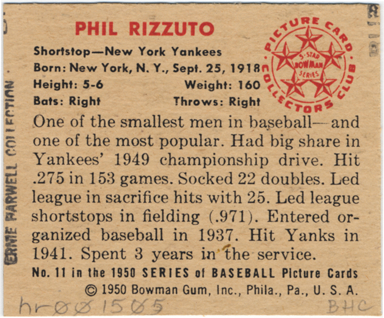 PHIL RIZZUTO
Shortstop—New York Yankees
Born: New York, N. Y., Sept. 25, 1918
Height: 5-6 Weight: 160
Bats: Right Throws: Right
PICTURE CARD
COLLECTORS CLUB
5-STAR
BOWMAN
SERIES
One of the smallest men in baseball—and
one of the most popular. Had big share in
Yankees' 1949 championship drive. Hit
.275 in 153 games. Socked 22 doubles. Led
league in sacrifice hits with 25. Led league
shortstops in fielding (.971). Entered or-
ganized baseball in 1937. Hit Yanks in
1941. Spent 3 years in the service.
No. 11 in the 1950 SERIES of BASEBALL Picture Cards
©1950 Bowman Gum, Inc., Phila., Pa., U. S. A.
ERNIE HARWELL COLLECTION
hr001505
BHC